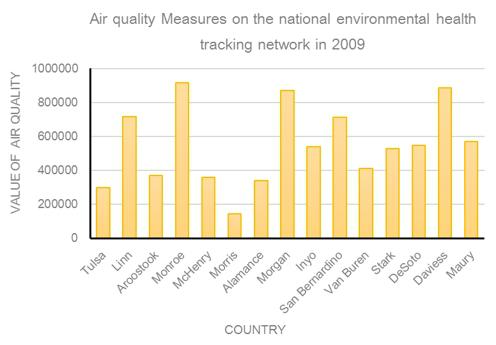 Air quality Measures on the national environmental health
tracking network in 2009
VALUE OF AIR QUALITY
1000000
800000
600000
400000
200000
0
Tulsa
Linn
Aroostook
Monroe
McHenry
Morris
Alamance
Morgan
Inyo
San Bernardino
Van Buren
Stark
DeSoto
Daviess
Maury
COUNTRY